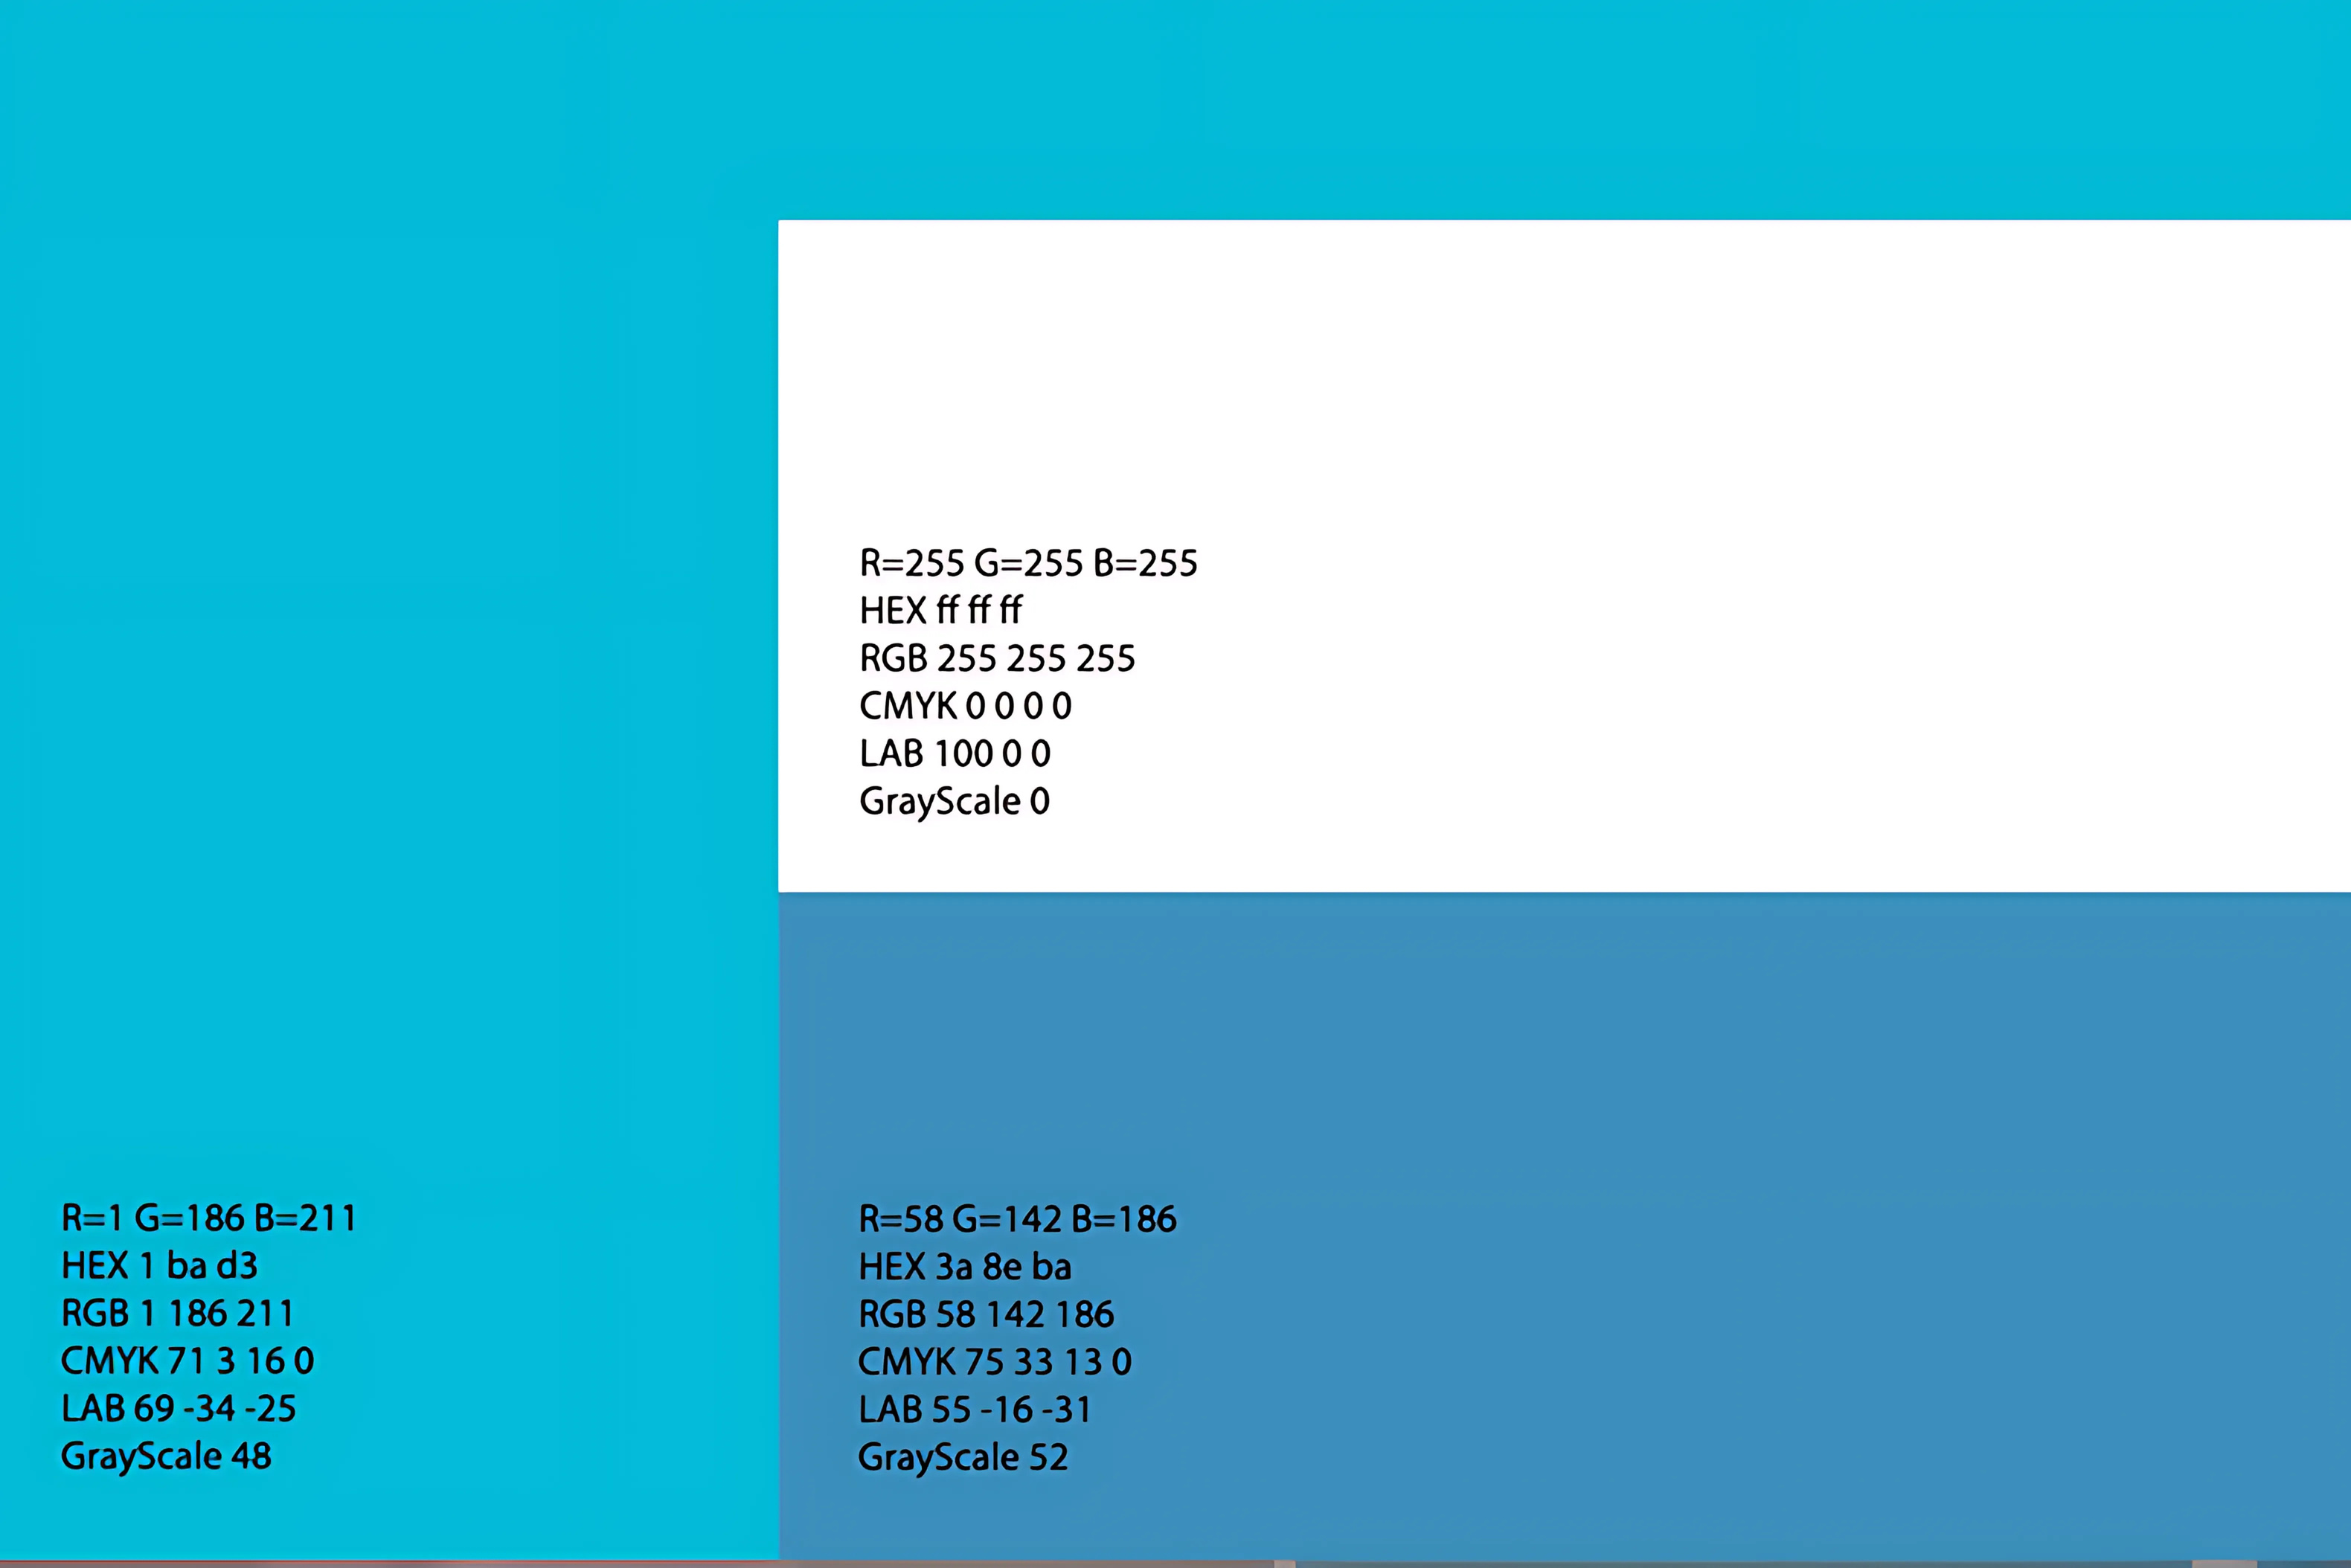 R=255 G=255 B=255
HEX ff ff ff
RGB 255 255 255
CMYK 0 0 0 0
LAB 100 0 0
GrayScale 0
R=1 G=186 B=211
HEX 1 ba d3
RGB 1 186 211
CMYK 71 3 16 0
LAB 69 -34 -25
GrayScale 48
R=58 G=142 B=186
HEX 3a 8e ba
RGB 58 142 186
CMYK 75 33 13 0
LAB 55 -16 -31
GrayScale 52